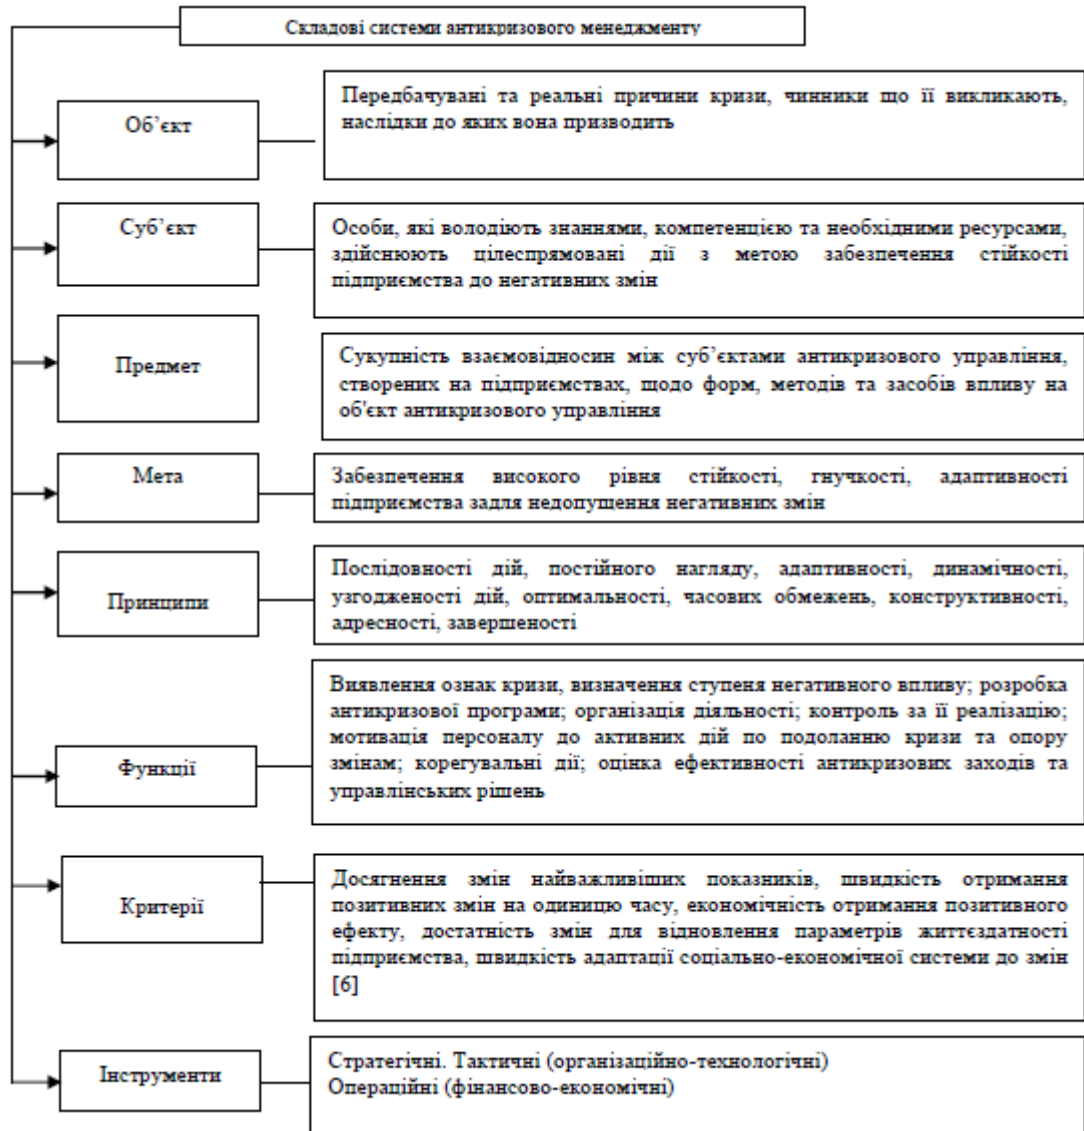 Складові системи антикризового менеджменту
Об’єкт
Передбачувані та реальні причини кризи, чинники що її викликають,
наслідки до яких вона призводить
Суб’єкт
Особи, які володіють знаннями, компетенцією та необхідними ресурсами,
здійснюють цілеспрямовані дії з метою забезпечення стійкості
підприємства до негативних змін
Предмет
Сукупність взаємовідносин між суб’єктами антикризового управління,
створених на підприємствах, щодо форм, методів та засобів впливу на
об'єкт антикризового управління
Мета
Забезпечення високого рівня стійкості, гнучкості, адаптивності
підприємства задля недопущення негативних змін
Принципи
Послідовності дій, постійного нагляду, адаптивності, динамічності,
узгодженості дій, оптимальності, часових обмежень, конструктивності,
адресності, завершеності
Функції
Виявлення ознак кризи, визначення ступеня негативного впливу; розробка
антикризової програми; організація діяльності; контроль за її реалізацію;
мотивація персоналу до активних дій по подоланню кризи та опору
змінам; корегувальні дії; оцінка ефективності антикризових заходів та
управлінських рішень
Критерії
Досягнення змін найважливіших показників, швидкість отримання
позитивних змін на одиницю часу, економічність отримання позитивного
ефекту, достатність змін для відновлення параметрів життєздатності
підприємства, швидкість адаптації соціально-економічної системи до змін
[6]
Інструменти
Стратегічні. Тактичні (організаційно-технологічні)
Операційні (фінансово-економічні)